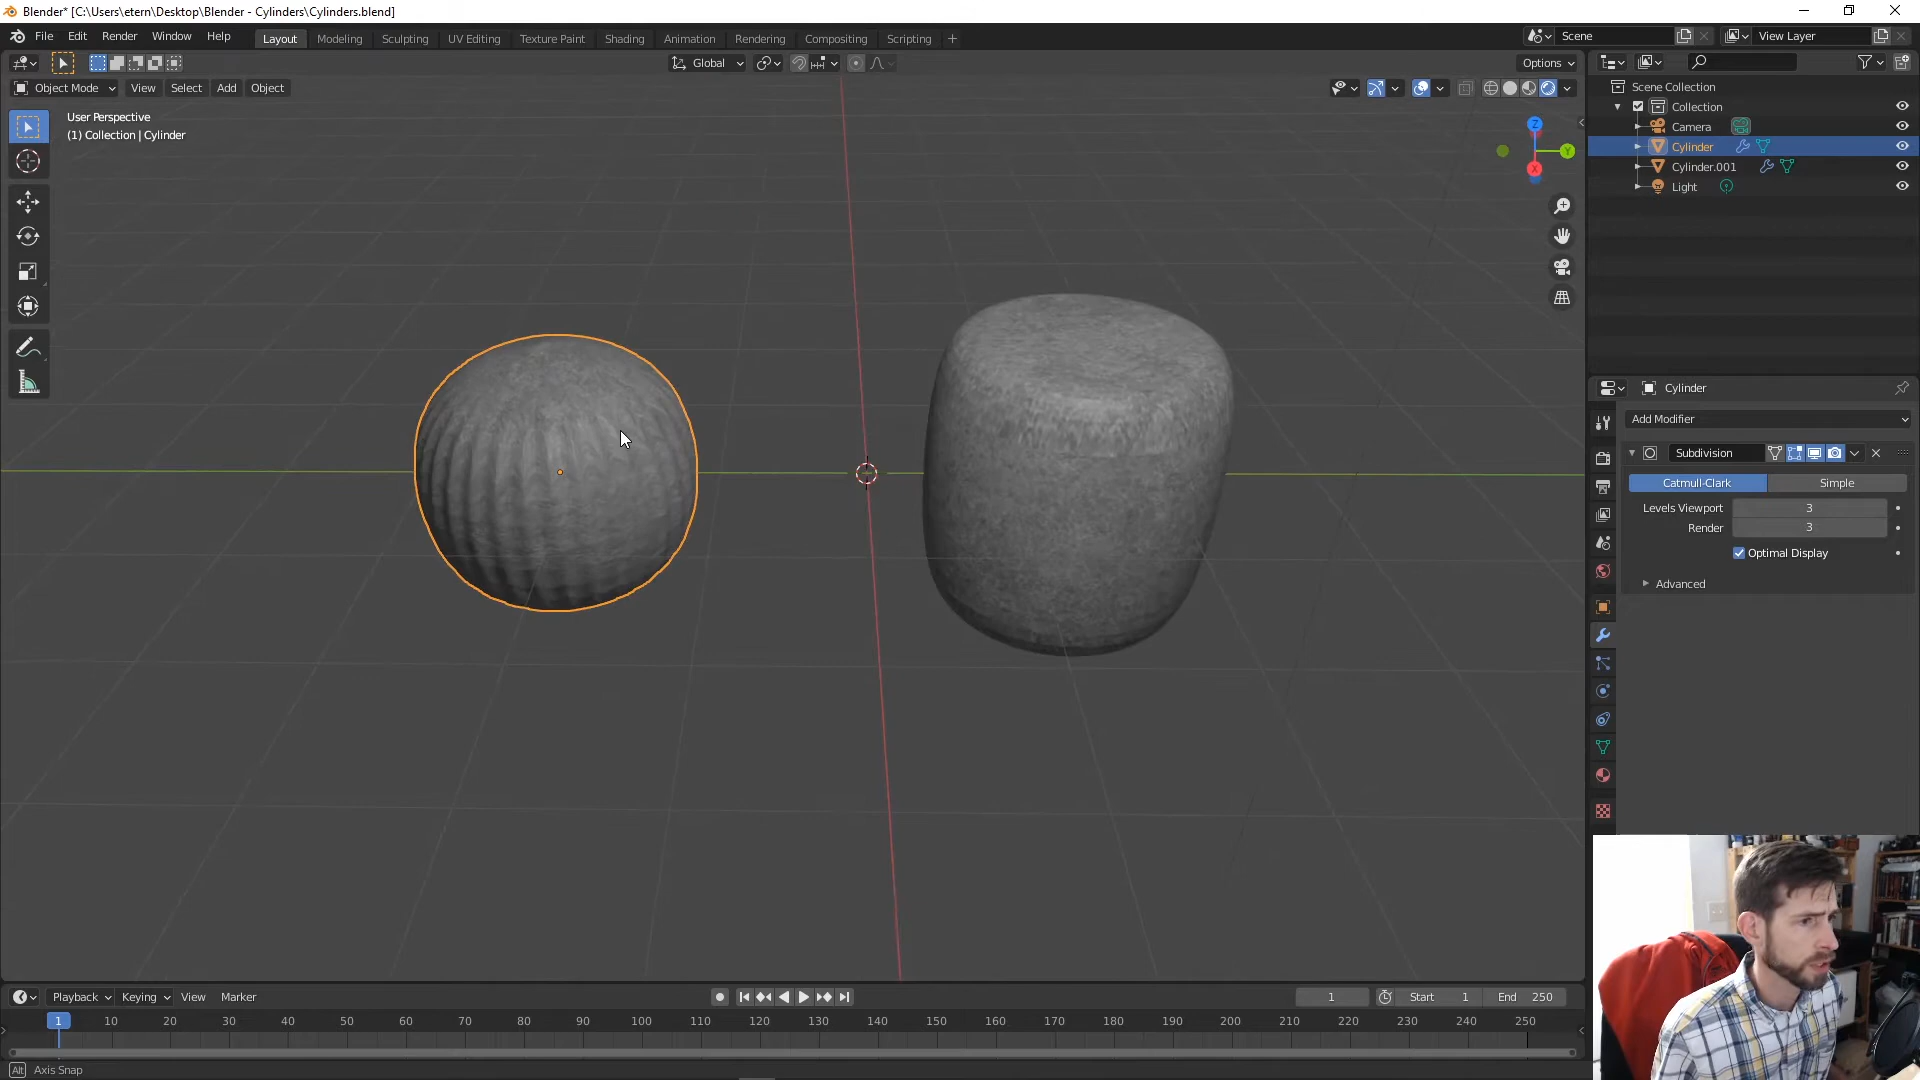 Blender* [C:\Users\etern\Desktop\Blender - Cylinders\Cylinders.blend]
File Edit Render Window Help Layout Modeling Sculpting UV Editing Texture Paint Shading Animation Rendering Compositing Scripting + Scene View Layer
Global Options
Object Mode View Select Add Object
User Perspective
(1) Collection | Cylinder
Z
Y
X
Scene Collection
Collection
Camera
Cylinder
Cylinder.001
Light
Cylinder
Add Modifier
Subdivision
Catmull-Clark Simple
Levels Viewport 3
Render 3
Optimal Display
Advanced
Playback Keying View Marker 1 Start 1 End 250
1 10 20 30 40 50 60 70 80 90 100 110 120 130 140 150 160 170 180 190 200 210 220 230 240 250
Alt Axis Snap